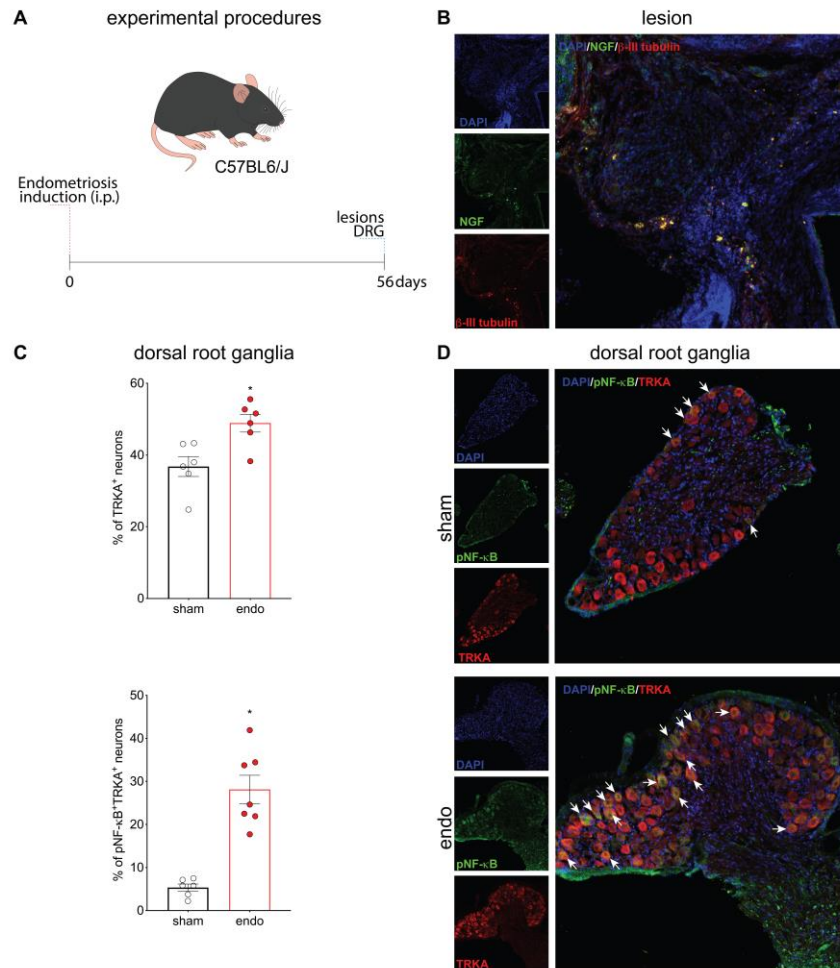 A
experimental procedures
C57BL6/J
Endometriosis
induction (i.p.)
lesions
DRG
0
56 days
B
lesion
DAPI
NGF
β-III tubulin
DAPI/NGF/β-III tubulin
C
dorsal root ganglia
% of TRKA⁺ neurons
60
40
20
0
*
sham
endo
% of pNF-κB⁺TRKA⁺ neurons
50
40
30
20
10
0
*
sham
endo
D
dorsal root ganglia
sham
DAPI
pNF-κB
TRKA
DAPI/pNF-κB/TRKA
endo
DAPI
pNF-κB
TRKA
DAPI/pNF-κB/TRKA